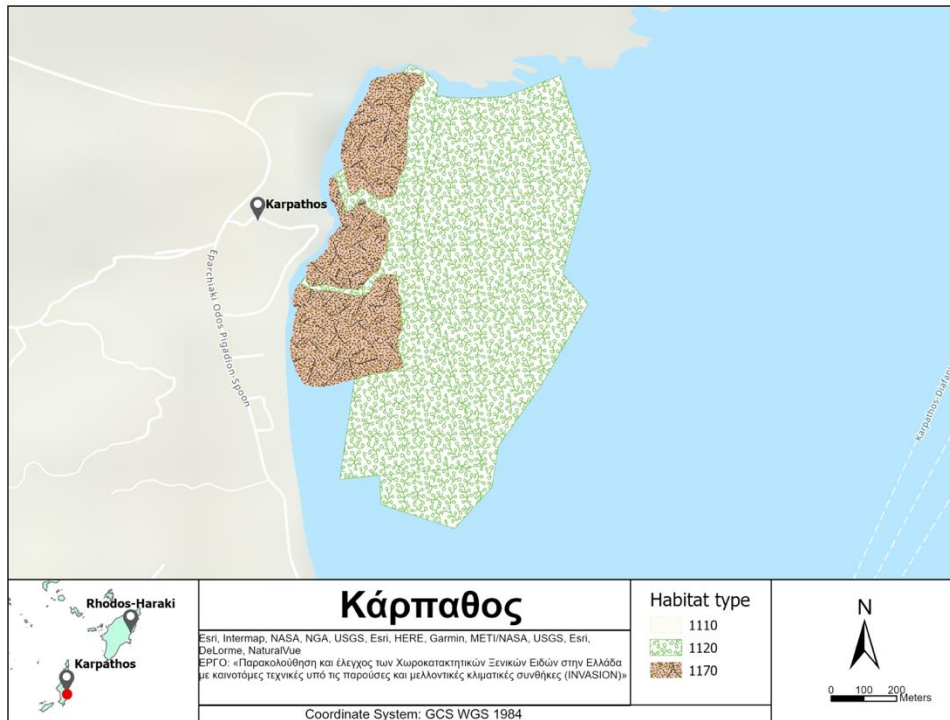 Karpathos
Eparchiaki Odos Pigadion-Spoon
Karpathos-Diafani
Rhodos-Haraki
Karpathos
Κάρπαθος
Esri, Intermap, NASA, NGA, USGS, Esri, HERE, Garmin, METI/NASA, USGS, Esri,
DeLorme, NaturalVue
ΕΡΓΟ: «Παρακολούθηση και έλεγχος των Χωροκατακτητικών Ξενικών Ειδών στην Ελλάδα
με καινοτόμες τεχνικές υπό τις παρούσες και μελλοντικές κλιματικές συνθήκες (INVASION)»
Coordinate System: GCS WGS 1984
Habitat type
1110
1120
1170
N
0 100 200
Meters